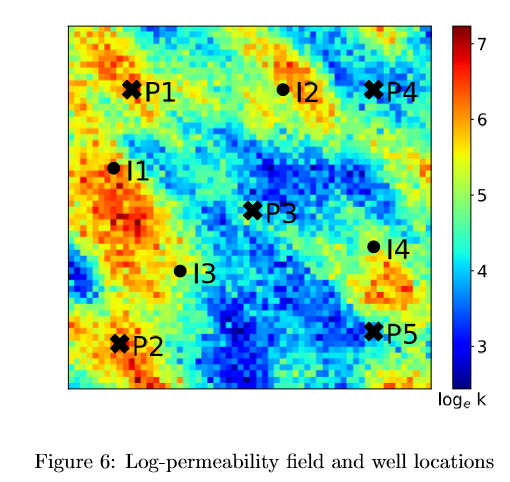 7
P1
I2
P4
6
I1
5
P3
I4
I3
4
P5
P2
3
logₑ k
Figure 6: Log-permeability field and well locations